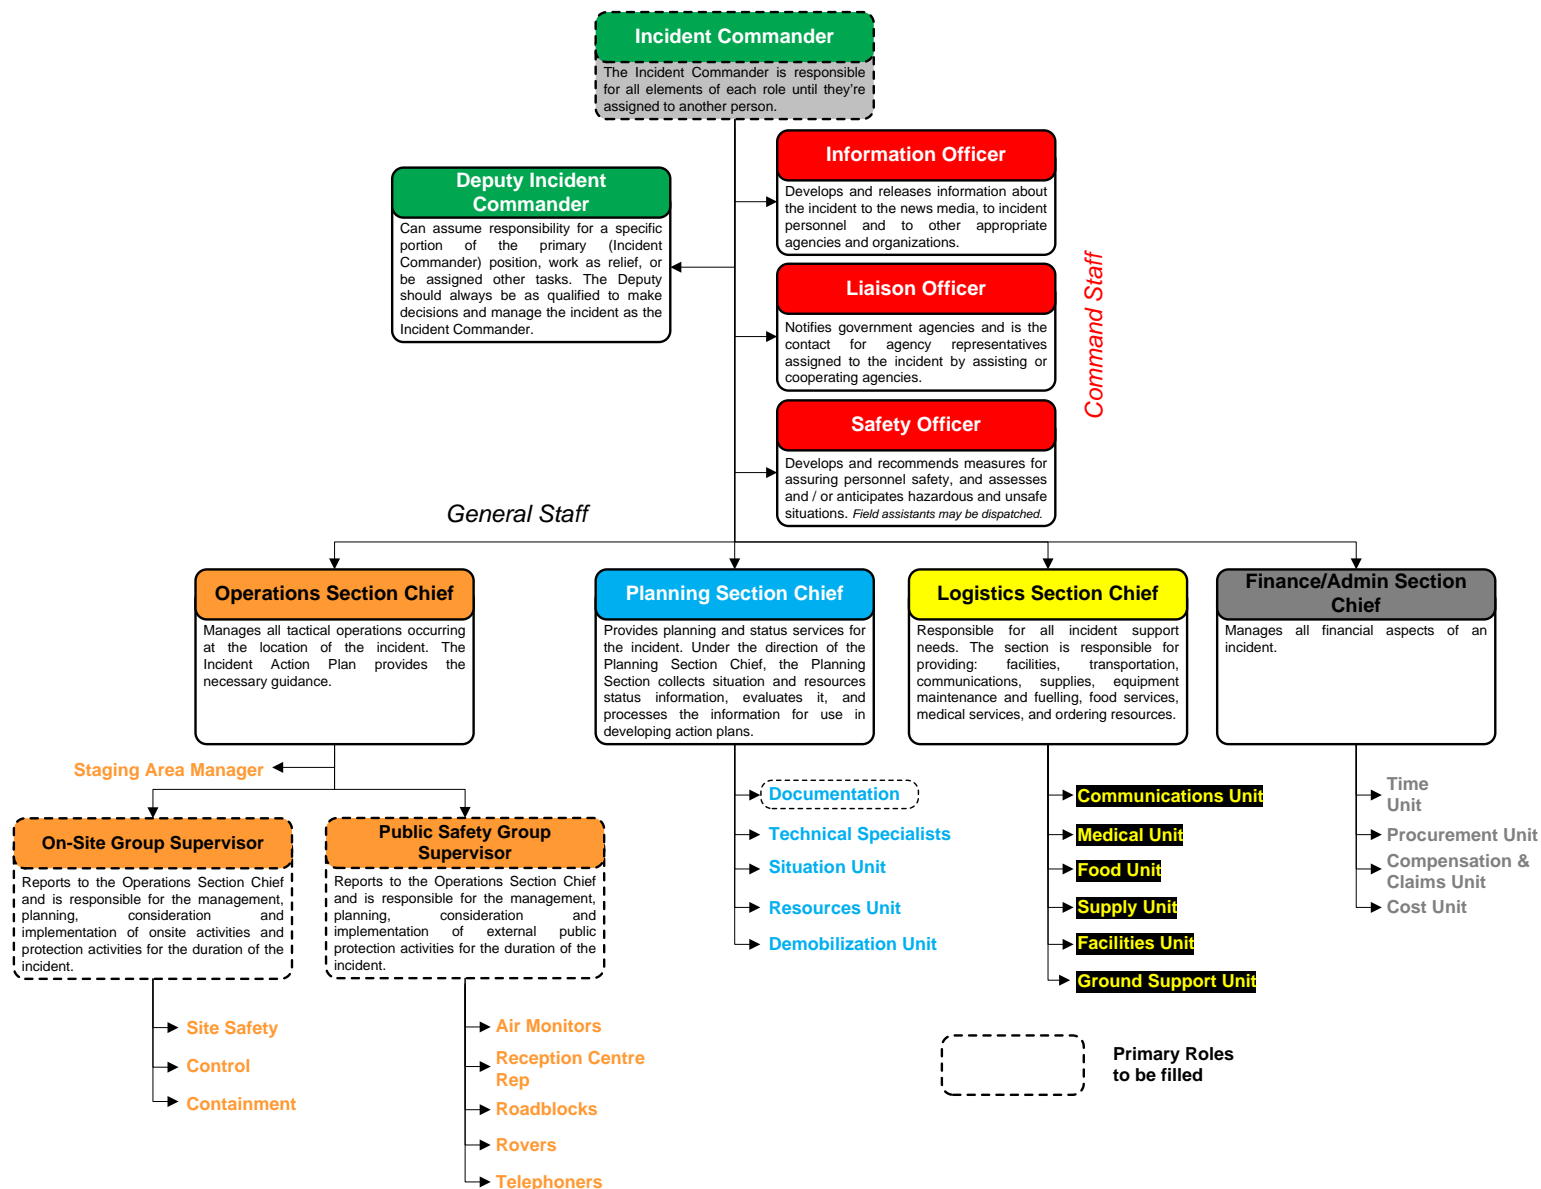 Incident Commander
The Incident Commander is responsible
for all elements of each role until they're
assigned to another person.
Information Officer
Develops and releases information about
the incident to the news media, to incident
personnel and to other appropriate
agencies and organizations.
Deputy Incident
Commander
Can assume responsibility for a specific
portion of the primary (Incident
Commander) position, work as relief, or
be assigned other tasks. The Deputy
should always be as qualified to make
decisions and manage the incident as the
Incident Commander.
Liaison Officer
Notifies government agencies and is the
contact for agency representatives
assigned to the incident by assisting or
cooperating agencies.
Command Staff
Safety Officer
Develops and recommends measures for
assuring personnel safety, and assesses
and / or anticipates hazardous and unsafe
situations. Field assistants may be dispatched.
General Staff
Operations Section Chief
Manages all tactical operations occurring
at the location of the incident. The
Incident Action Plan provides the
necessary guidance.
Planning Section Chief
Provides planning and status services for
the incident. Under the direction of the
Planning Section Chief, the Planning
Section collects situation and resources
status information, evaluates it, and
processes the information for use in
developing action plans.
Logistics Section Chief
Responsible for all incident support
needs. The section is responsible for
providing: facilities, transportation,
communications, supplies, equipment
maintenance and fuelling, food services,
medical services, and ordering resources.
Finance/Admin Section
Chief
Manages all financial aspects of an
incident.
Staging Area Manager
On-Site Group Supervisor
Reports to the Operations Section Chief
and is responsible for the management,
planning, consideration and
implementation of onsite activities and
protection activities for the duration of the
incident.
Site Safety
Control
Containment
Public Safety Group
Supervisor
Reports to the Operations Section Chief
and is responsible for the management,
planning, consideration and
implementation of external public
protection activities for the duration of the
incident.
Air Monitors
Reception Centre
Rep
Roadblocks
Rovers
Telephoners
Documentation
Technical Specialists
Situation Unit
Resources Unit
Demobilization Unit
Communications Unit
Medical Unit
Food Unit
Supply Unit
Facilities Unit
Ground Support Unit
Time
Unit
Procurement Unit
Compensation &
Claims Unit
Cost Unit
Primary Roles
to be filled